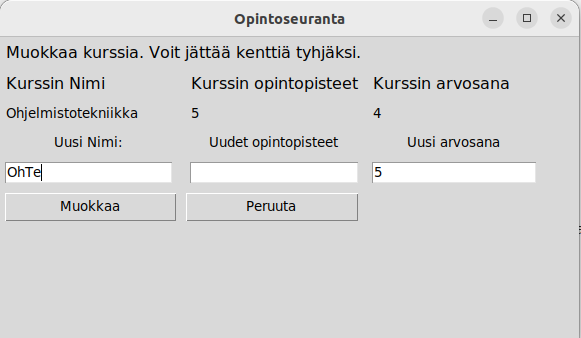 Opintoseuranta
Muokkaa kurssia. Voit jättää kenttiä tyhjäksi.
Kurssin Nimi Kurssin opintopisteet Kurssin arvosana
Ohjelmistotekniikka 5 4
Uusi Nimi: Uudet opintopisteet Uusi arvosana
OhTe 5
Muokkaa Peruuta